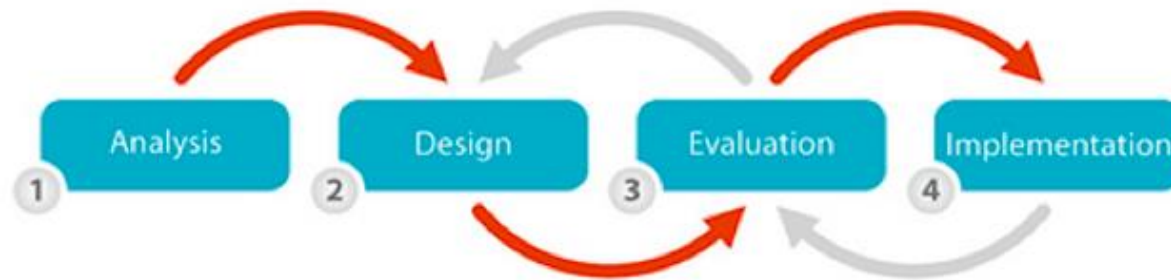 Analysis
1
Design
2
Evaluation
3
Implementation
4